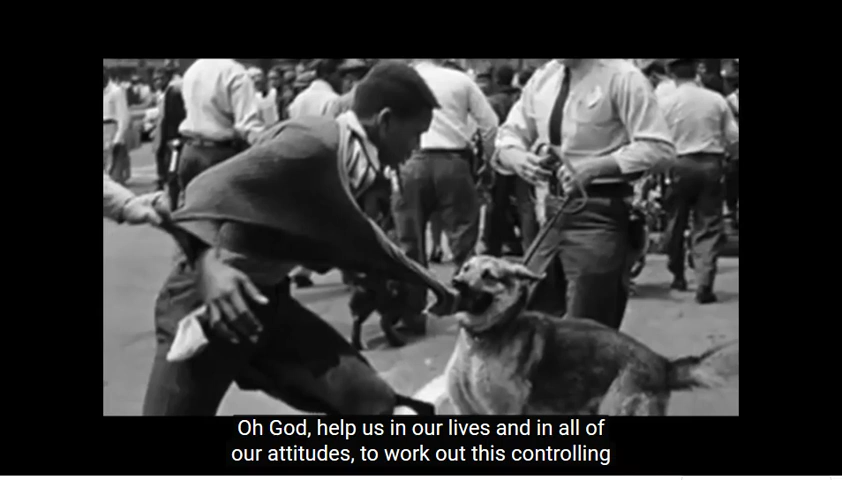 Oh God, help us in our lives and in all of
our attitudes, to work out this controlling